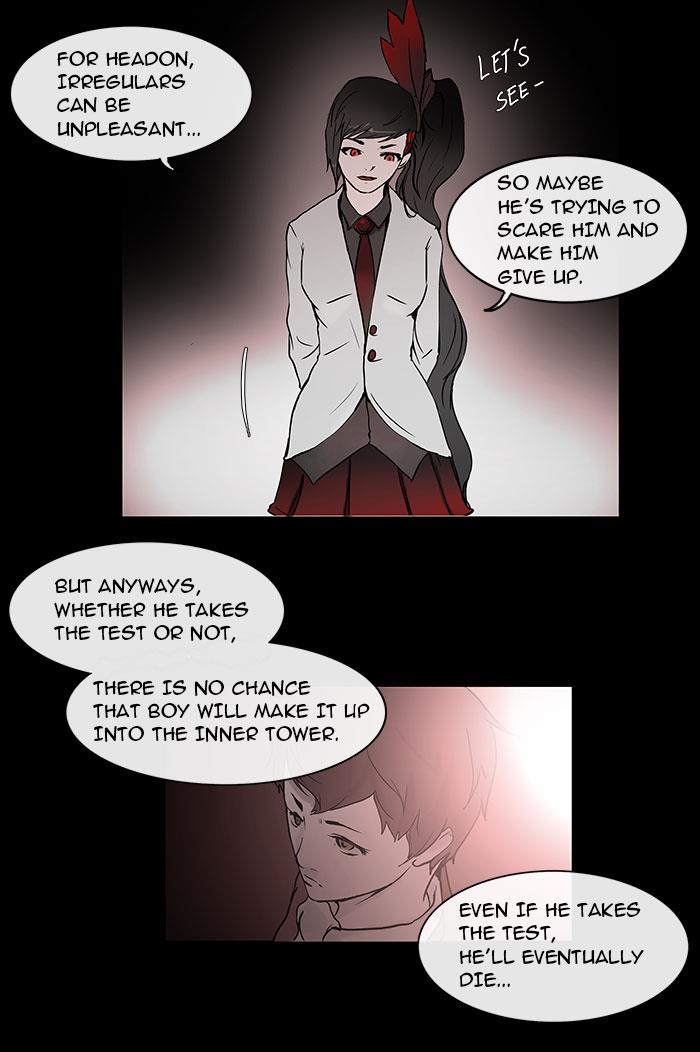 FOR HEADON,
IRREGULARS
CAN BE
UNPLEASANT...
LET'S
SEE-
SO MAYBE
HE'S TRYING TO
SCARE HIM AND
MAKE HIM
GIVE UP.
BUT ANYWAYS,
WHETHER HE TAKES
THE TEST OR NOT,
THERE IS NO CHANCE
THAT BOY WILL MAKE IT UP
INTO THE INNER TOWER.
EVEN IF HE TAKES
THE TEST,
HE'LL EVENTUALLY
DIE...